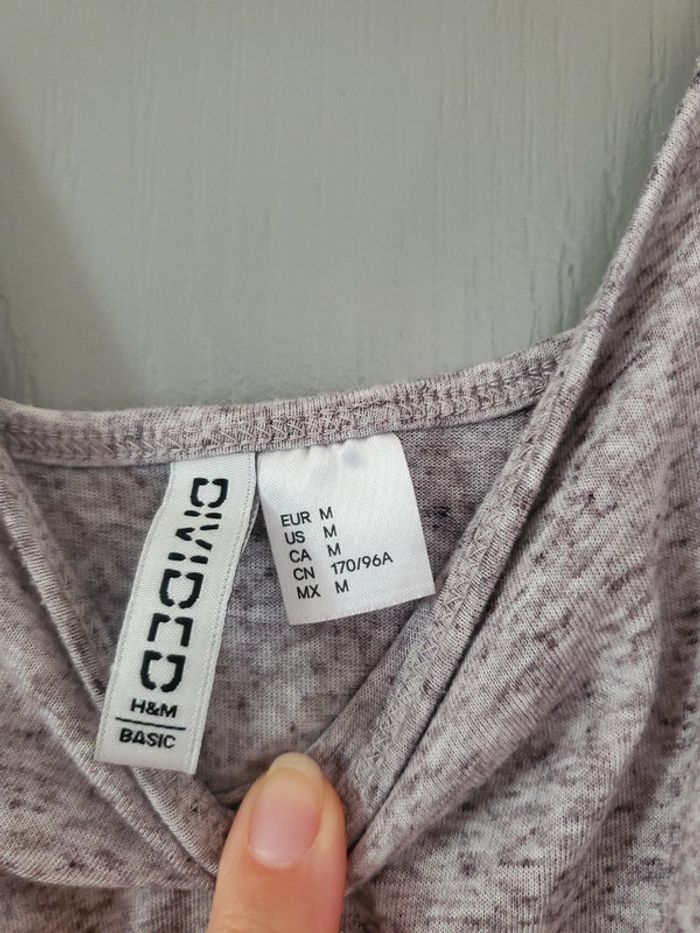 DIVIDED
H&M
BASIC
EUR M
US M
CA M
CN 170/96A
MX M